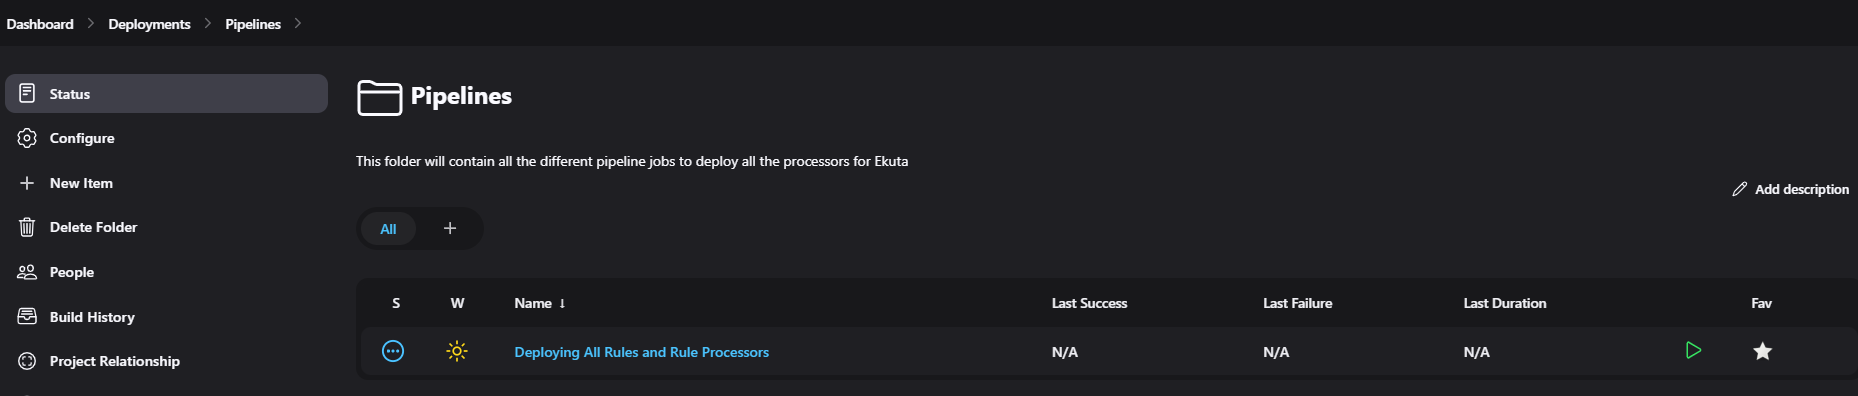 Dashboard > Deployments > Pipelines >
Status
Configure
New Item
Delete Folder
People
Build History
Project Relationship
Pipelines
This folder will contain all the different pipeline jobs to deploy all the processors for Ekuta
Add description
All +
S W Name ↓ Last Success Last Failure Last Duration Fav
Deploying All Rules and Rule Processors N/A N/A N/A